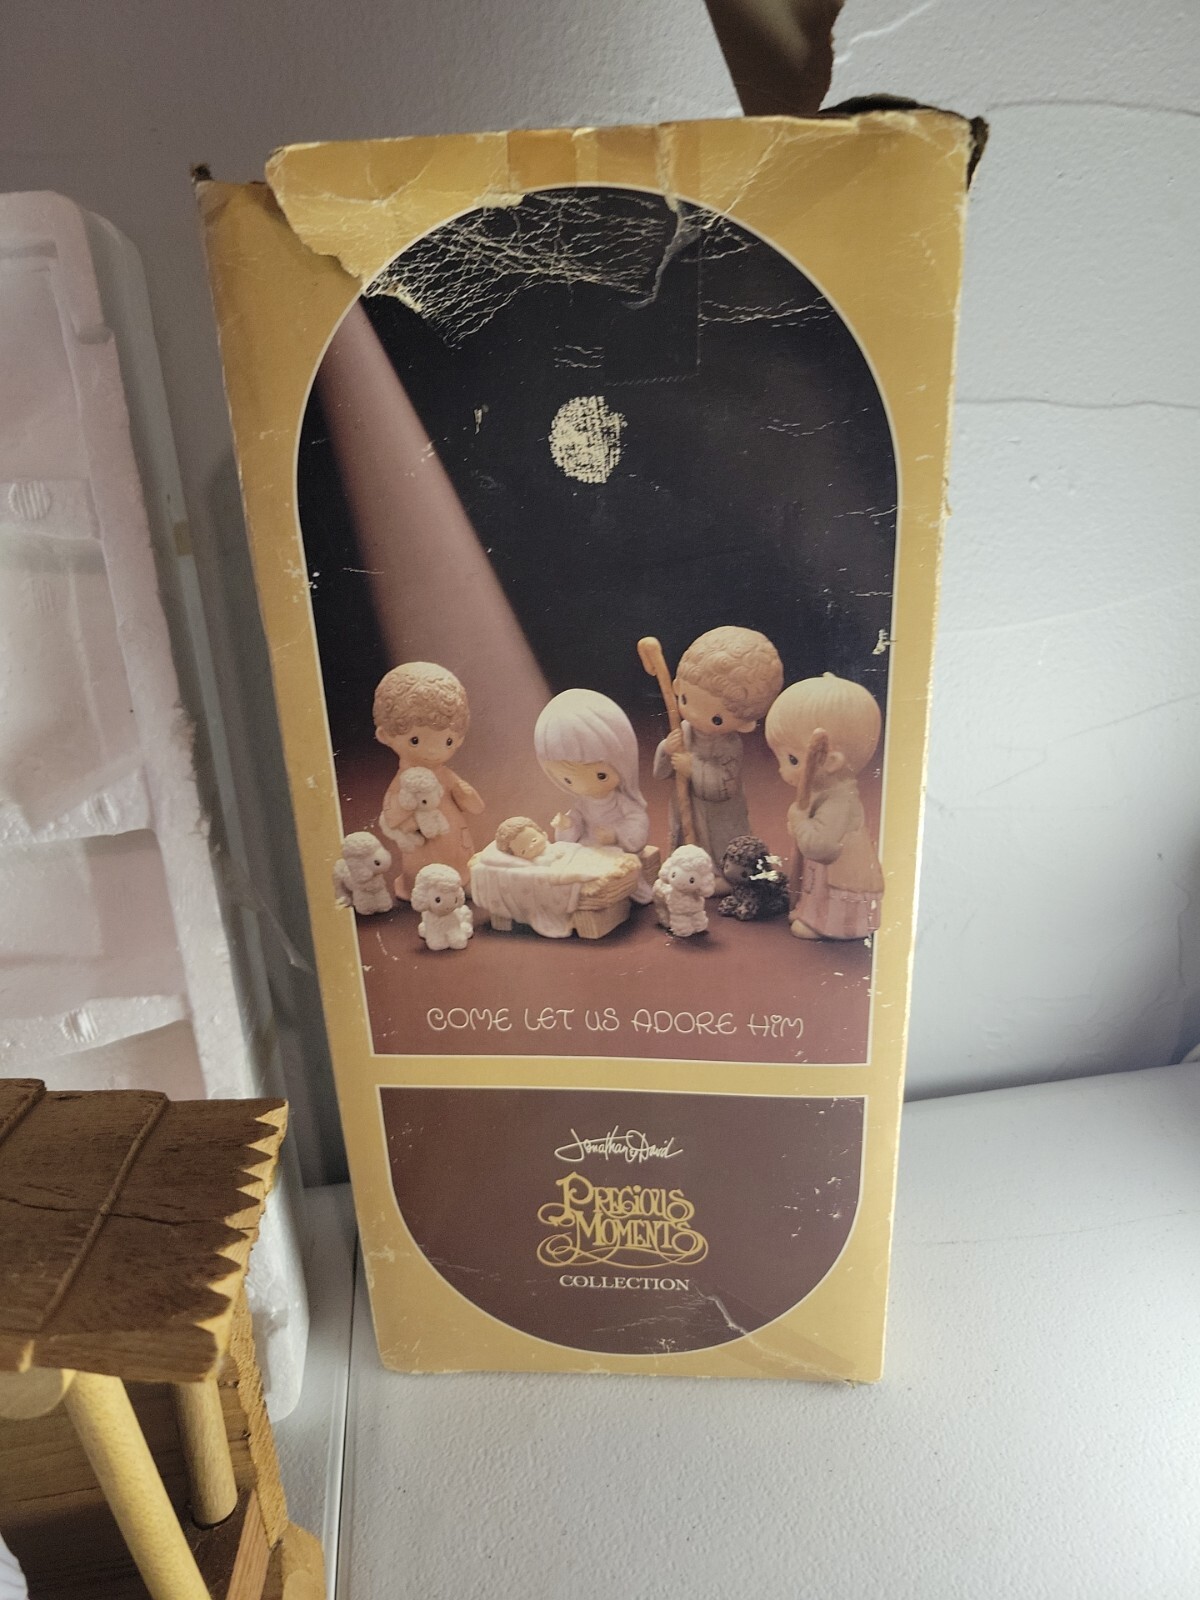 COME LET US ADORE HIM
Jonathan & David
PRECIOUS
MOMENTS
COLLECTION